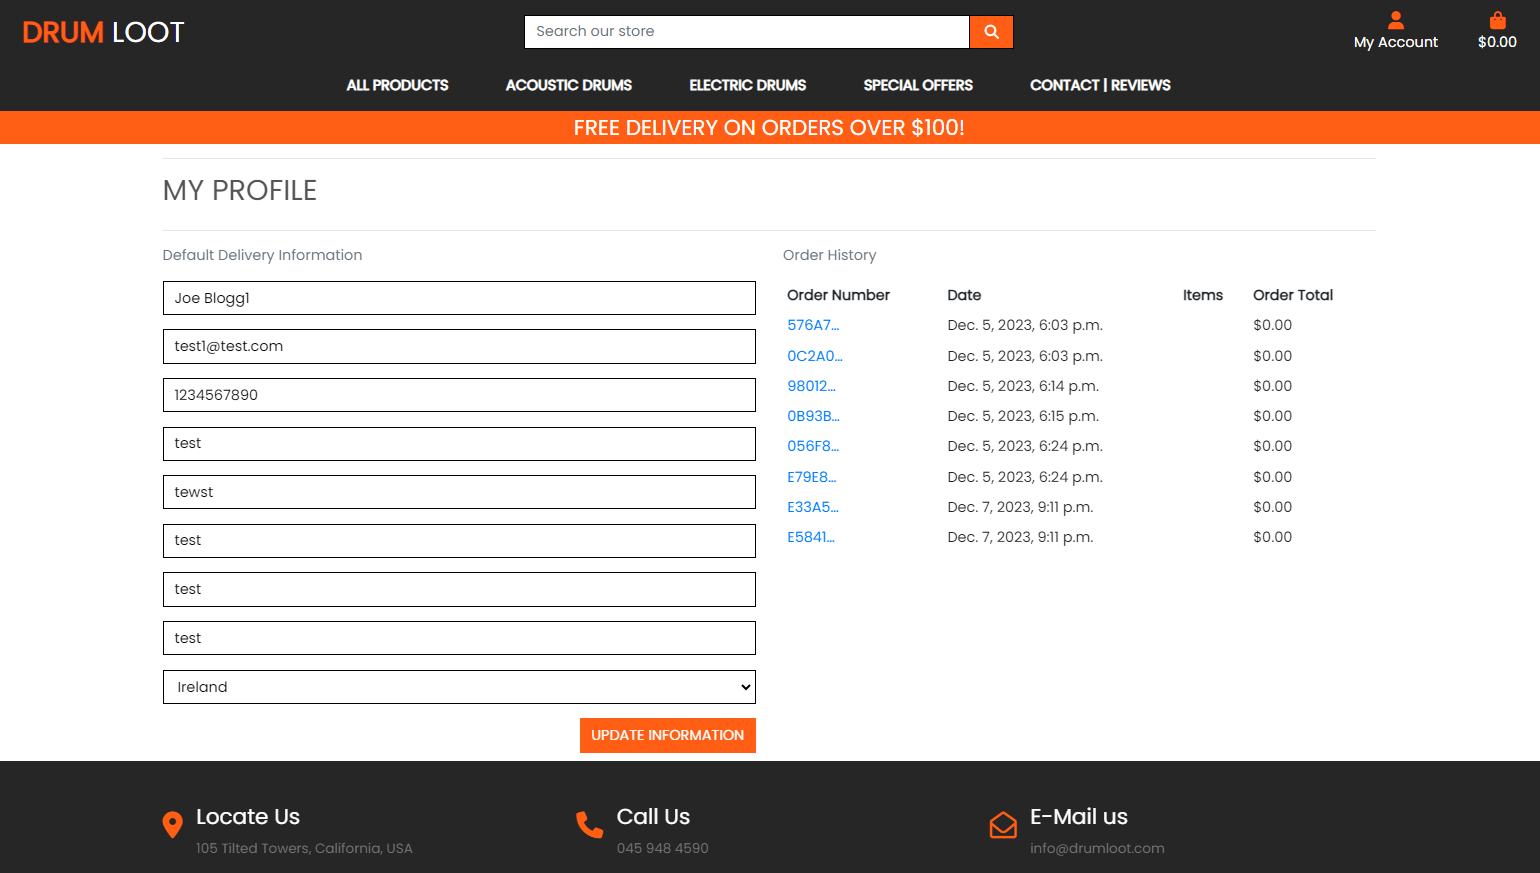 DRUM LOOT
Search our store
My Account
$0.00
ALL PRODUCTS ACOUSTIC DRUMS ELECTRIC DRUMS SPECIAL OFFERS CONTACT | REVIEWS
FREE DELIVERY ON ORDERS OVER $100!
MY PROFILE
Default Delivery Information
Joe Blogg1
test1@test.com
1234567890
test
tewst
test
test
test
Ireland
UPDATE INFORMATION
Order History
Order Number Date Items Order Total
576A7... Dec. 5, 2023, 6:03 p.m. $0.00
0C2A0... Dec. 5, 2023, 6:03 p.m. $0.00
98012... Dec. 5, 2023, 6:14 p.m. $0.00
0B93B... Dec. 5, 2023, 6:15 p.m. $0.00
056F8... Dec. 5, 2023, 6:24 p.m. $0.00
E79E8... Dec. 5, 2023, 6:24 p.m. $0.00
E33A5... Dec. 7, 2023, 9:11 p.m. $0.00
E5841... Dec. 7, 2023, 9:11 p.m. $0.00
Locate Us
105 Tilted Towers, California, USA
Call Us
045 948 4590
E-Mail us
info@drumloot.com